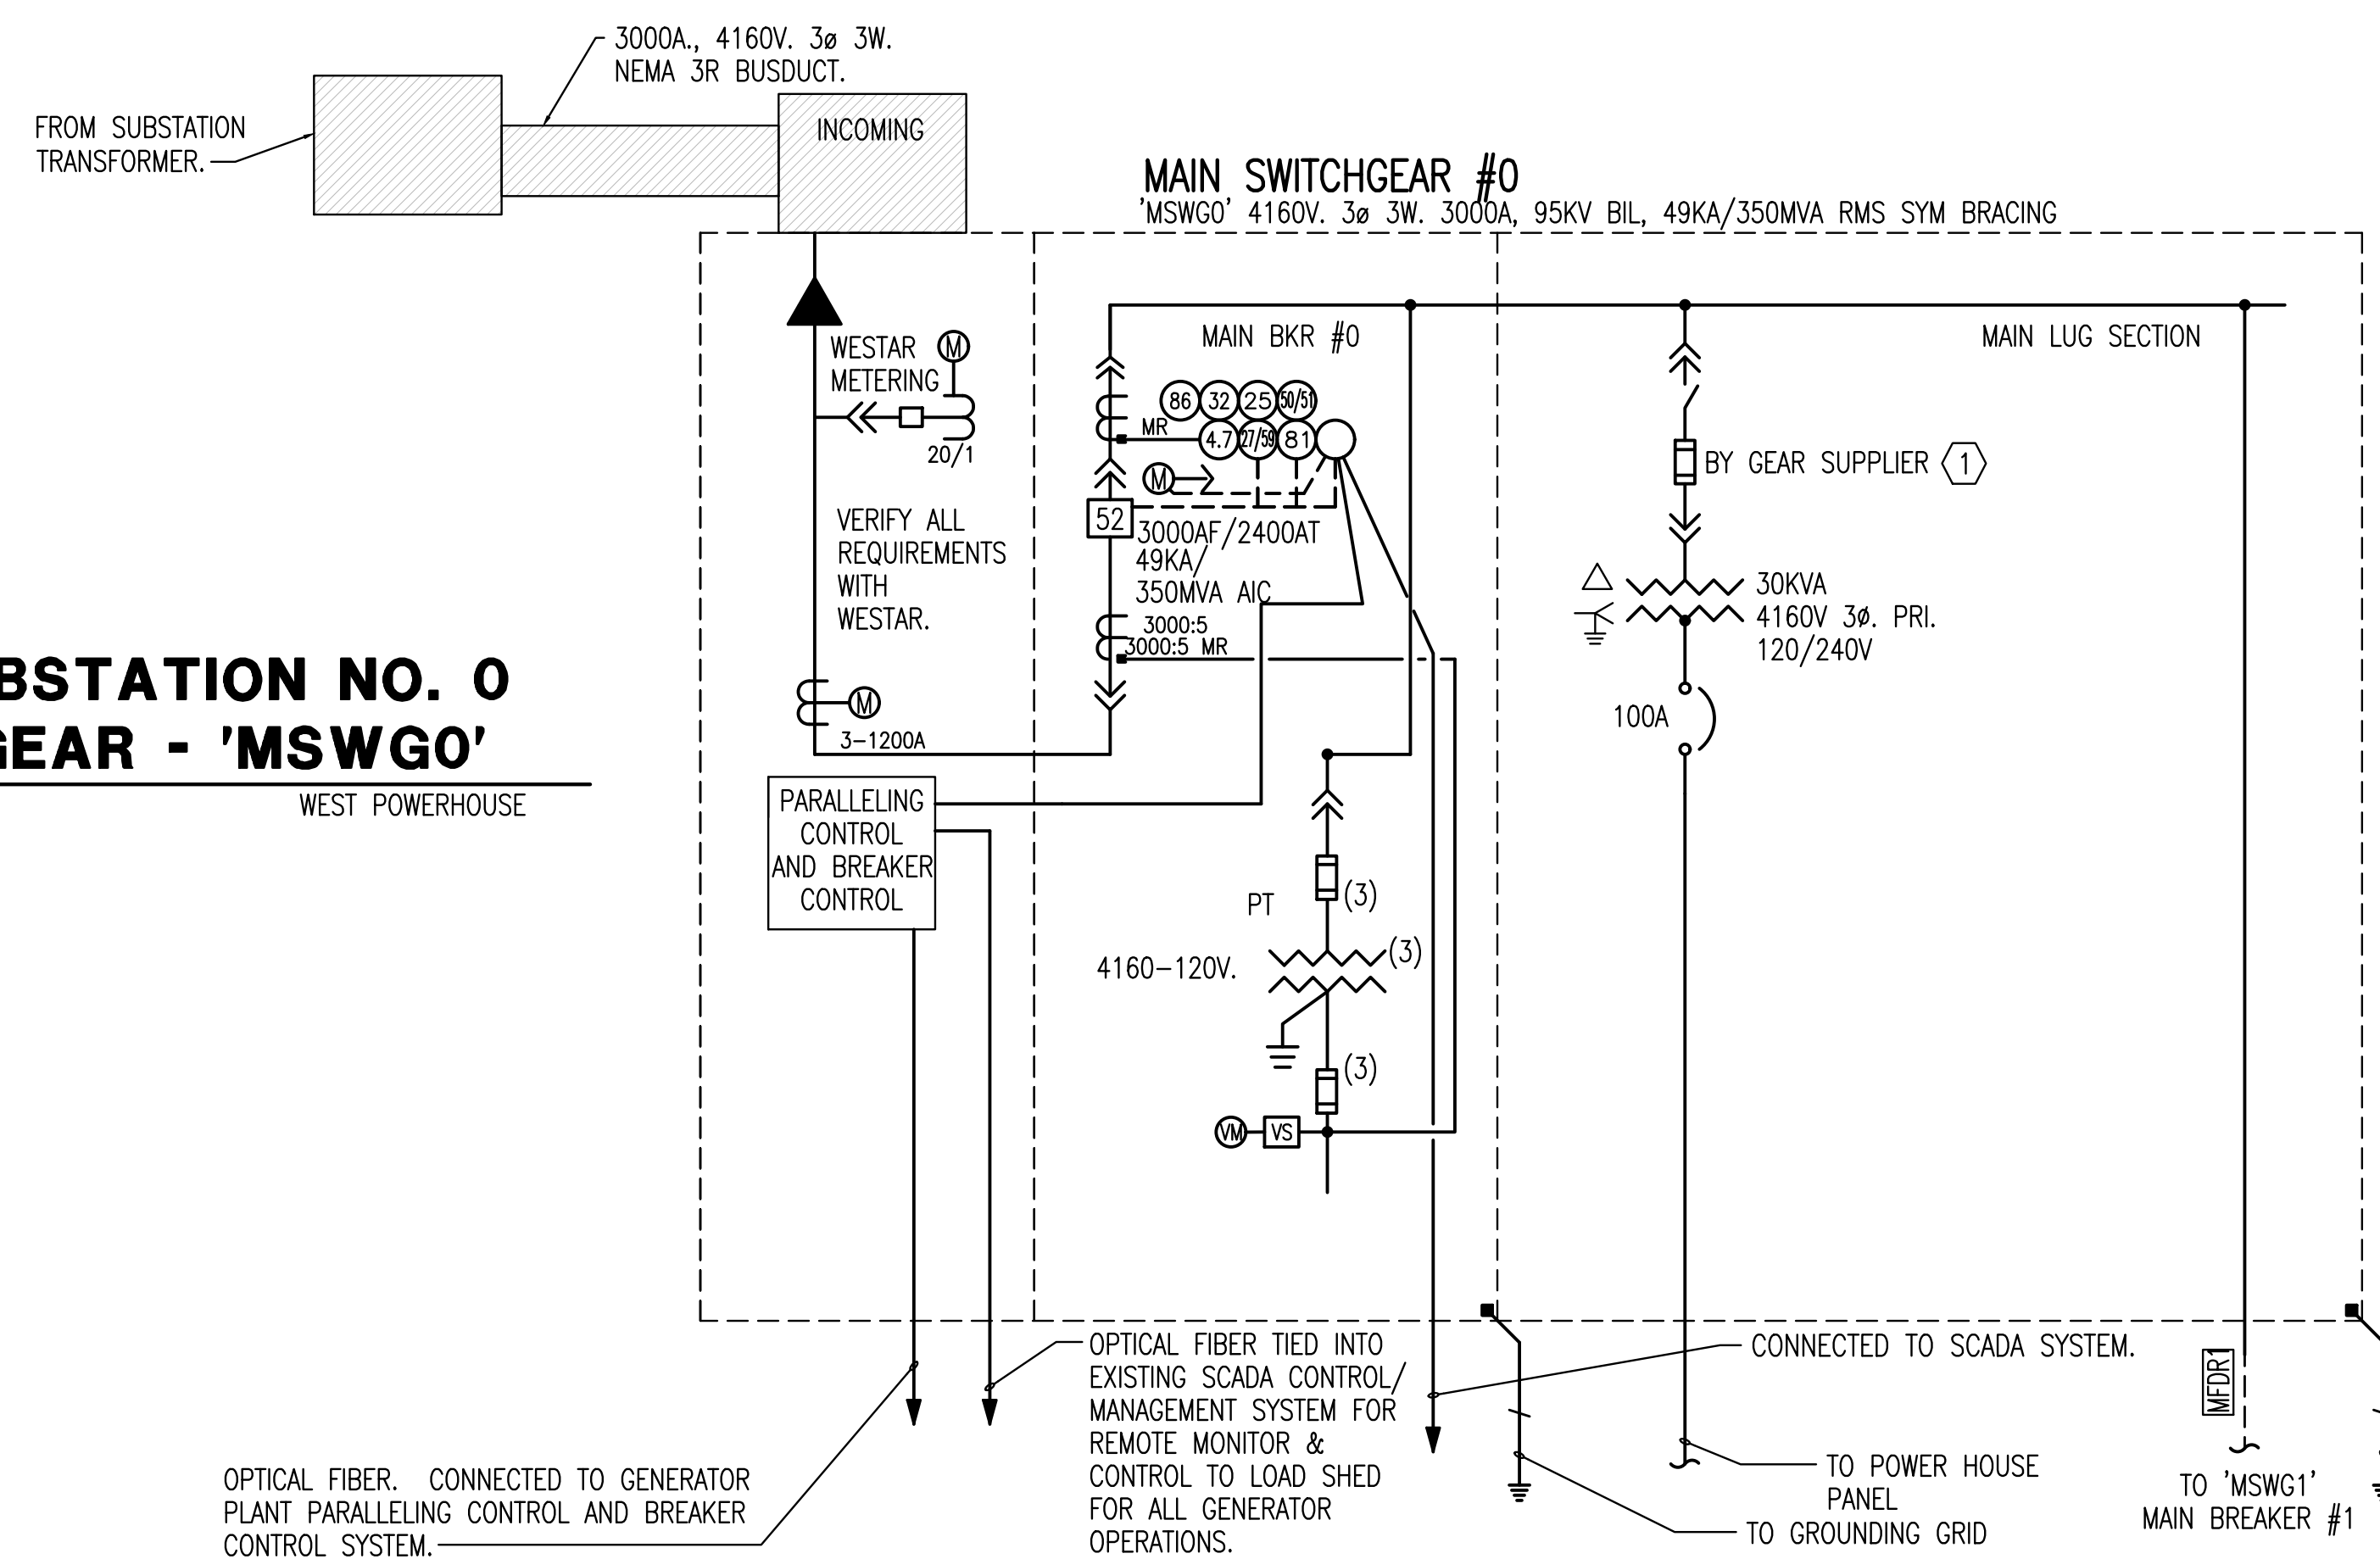 3000A., 4160V. 3ø 3W.
NEMA 3R BUSDUCT.
FROM SUBSTATION
TRANSFORMER.
INCOMING
MAIN SWITCHGEAR #0
'MSWG0' 4160V. 3ø 3W. 3000A, 95KV BIL, 49KA/350MVA RMS SYM BRACING
WESTAR
METERING
M
20/1
VERIFY ALL
REQUIREMENTS
WITH
WESTAR.
M
3-1200A
MAIN BKR #0
86 32 25 50/51
MR
4.7 27/59 81
M
52
3000AF/2400AT
49KA/
350MVA AIC
3000:5
3000:5 MR
MAIN LUG SECTION
BY GEAR SUPPLIER 1
30KVA
4160V 3Ø. PRI.
120/240V
100A
BSTATION NO. 0
GEAR - 'MSWG0'
WEST POWERHOUSE
PARALLELING
CONTROL
AND BREAKER
CONTROL
PT
(3)
(3)
4160-120V.
(3)
VM VS
OPTICAL FIBER. CONNECTED TO GENERATOR
PLANT PARALLELING CONTROL AND BREAKER
CONTROL SYSTEM.
OPTICAL FIBER TIED INTO
EXISTING SCADA CONTROL/
MANAGEMENT SYSTEM FOR
REMOTE MONITOR &
CONTROL TO LOAD SHED
FOR ALL GENERATOR
OPERATIONS.
CONNECTED TO SCADA SYSTEM.
TO POWER HOUSE
PANEL
TO GROUNDING GRID
MFDR1
TO 'MSWG1'
MAIN BREAKER #1